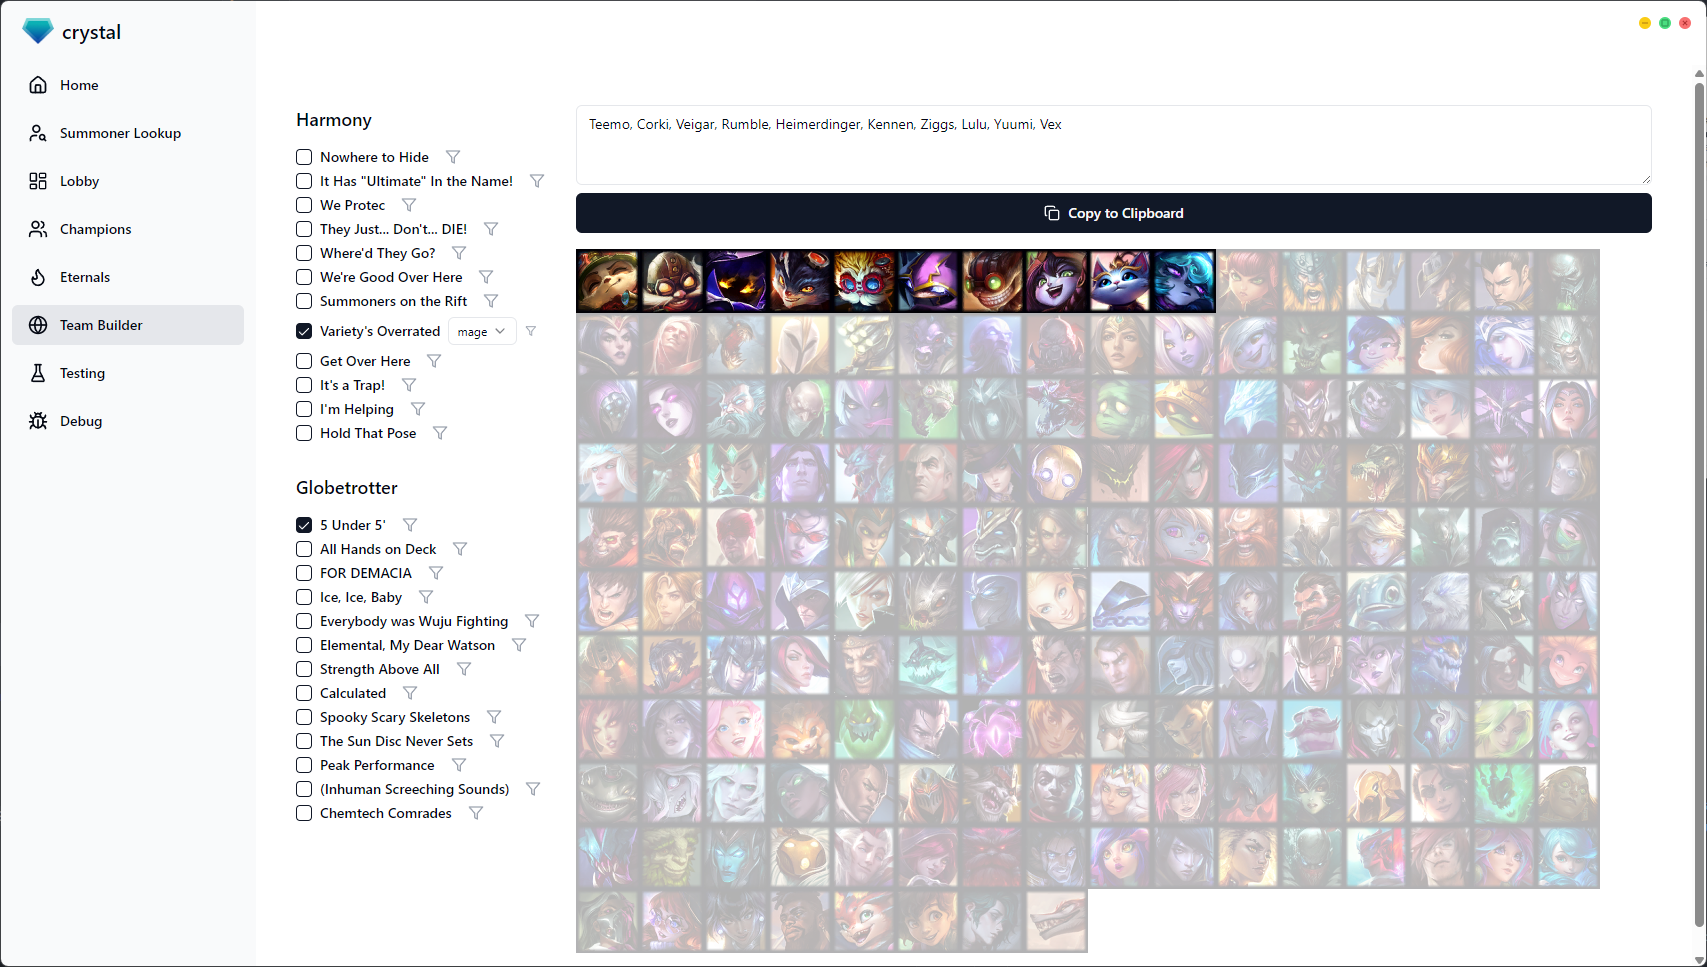 crystal
Home
Summoner Lookup
Lobby
Champions
Eternals
Team Builder
Testing
Debug
Harmony
Nowhere to Hide
It Has "Ultimate" In the Name!
We Protec
They Just... Don't... DIE!
Where'd They Go?
We're Good Over Here
Summoners on the Rift
Variety's Overrated mage
Get Over Here
It's a Trap!
I'm Helping
Hold That Pose
Globetrotter
5 Under 5'
All Hands on Deck
FOR DEMACIA
Ice, Ice, Baby
Everybody was Wuju Fighting
Elemental, My Dear Watson
Strength Above All
Calculated
Spooky Scary Skeletons
The Sun Disc Never Sets
Peak Performance
(Inhuman Screeching Sounds)
Chemtech Comrades
Teemo, Corki, Veigar, Rumble, Heimerdinger, Kennen, Ziggs, Lulu, Yuumi, Vex
Copy to Clipboard